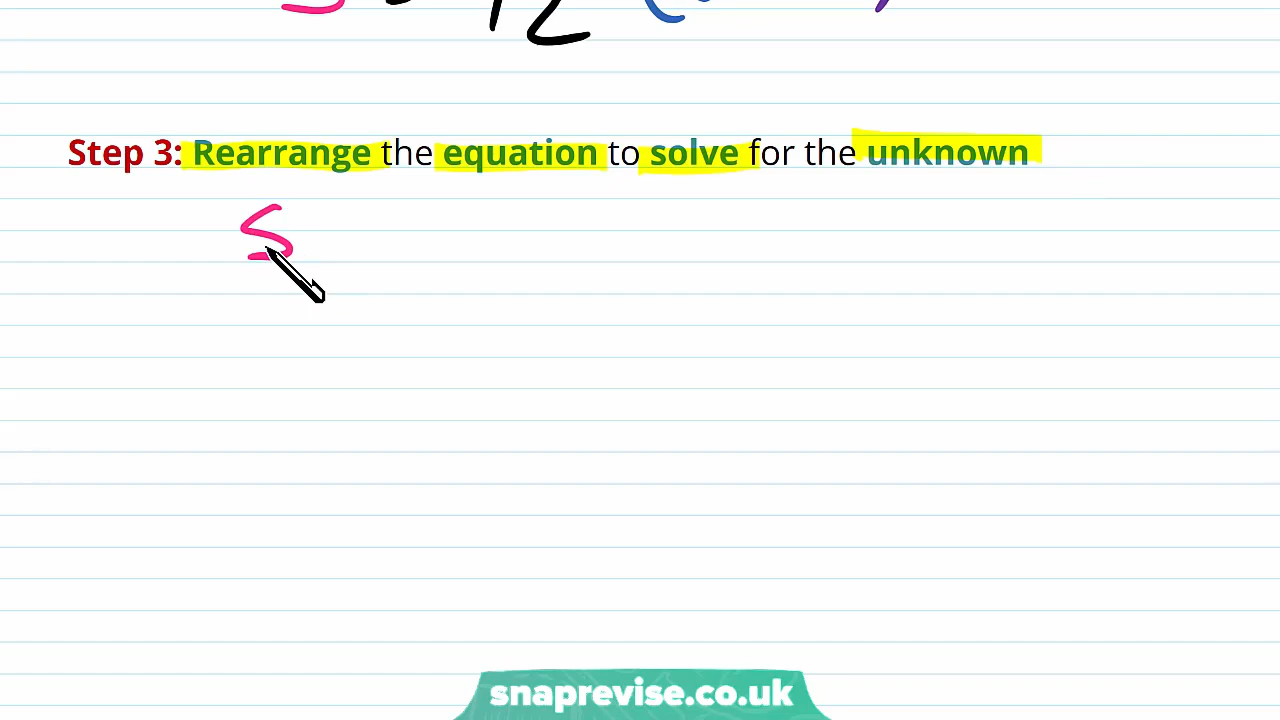 Step 3: Rearrange the equation to solve for the unknown
S
snaprevise.co.uk